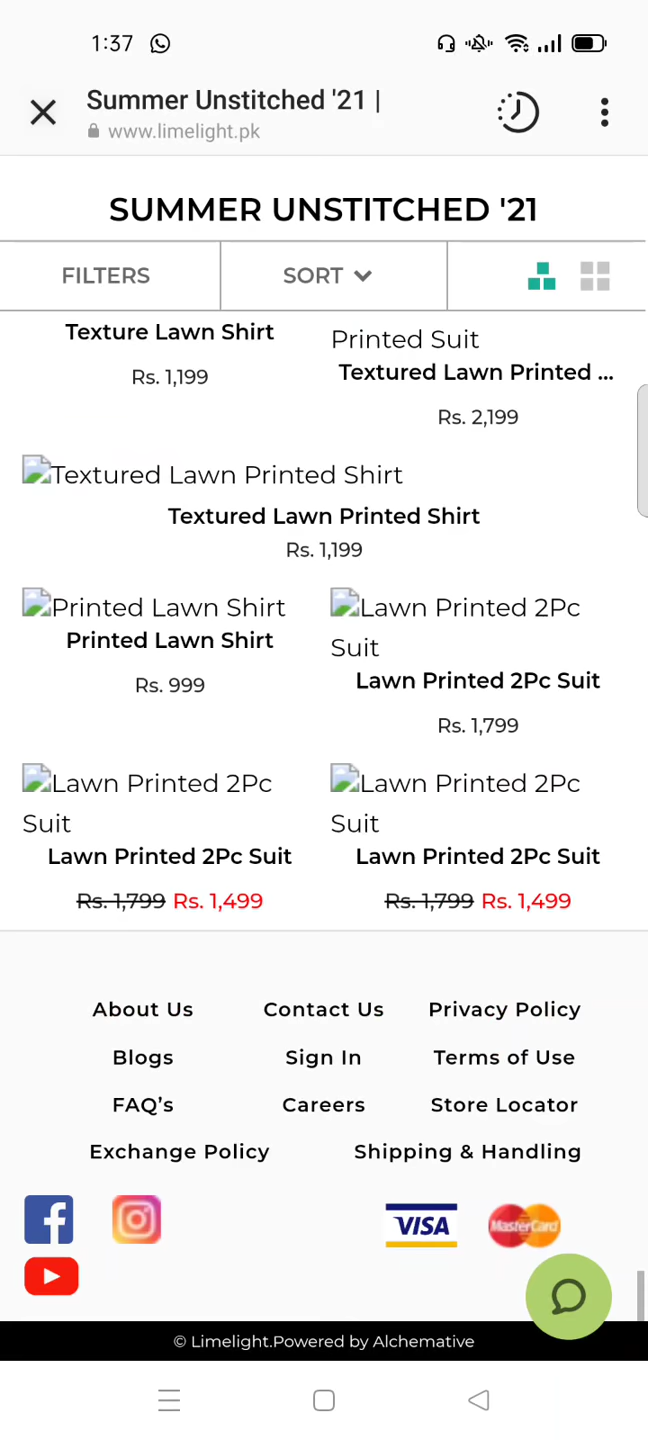 1:37
Summer Unstitched '21 |
www.limelight.pk
SUMMER UNSTITCHED '21
FILTERS
SORT
Texture Lawn Shirt
Rs. 1,199
Printed Suit
Textured Lawn Printed ...
Rs. 2,199
Textured Lawn Printed Shirt
Textured Lawn Printed Shirt
Rs. 1,199
Printed Lawn Shirt
Printed Lawn Shirt
Rs. 999
Lawn Printed 2Pc
Suit
Lawn Printed 2Pc Suit
Rs. 1,799
Lawn Printed 2Pc
Suit
Lawn Printed 2Pc Suit
Rs. 1,799 Rs. 1,499
Lawn Printed 2Pc
Suit
Lawn Printed 2Pc Suit
Rs. 1,799 Rs. 1,499
About Us Contact Us Privacy Policy
Blogs Sign In Terms of Use
FAQ's Careers Store Locator
Exchange Policy Shipping & Handling
VISA MasterCard
© Limelight.Powered by Alchemative